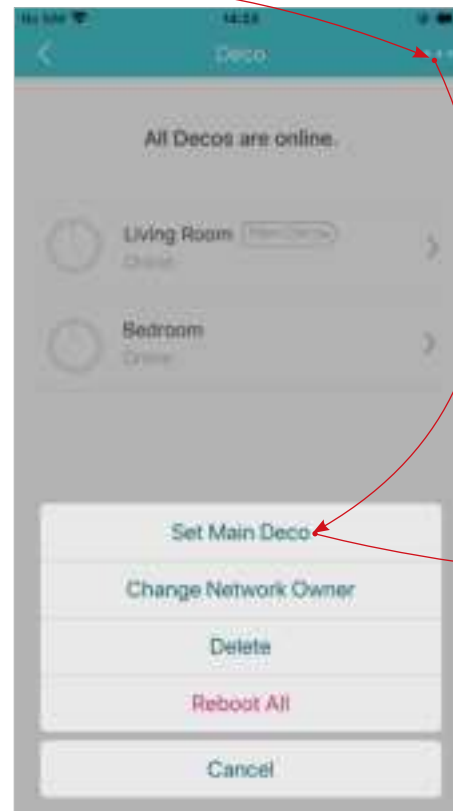 Deco
All Decos are online.
Living Room
Online
Bedroom
Online
Set Main Deco
Change Network Owner
Delete
Reboot All
Cancel